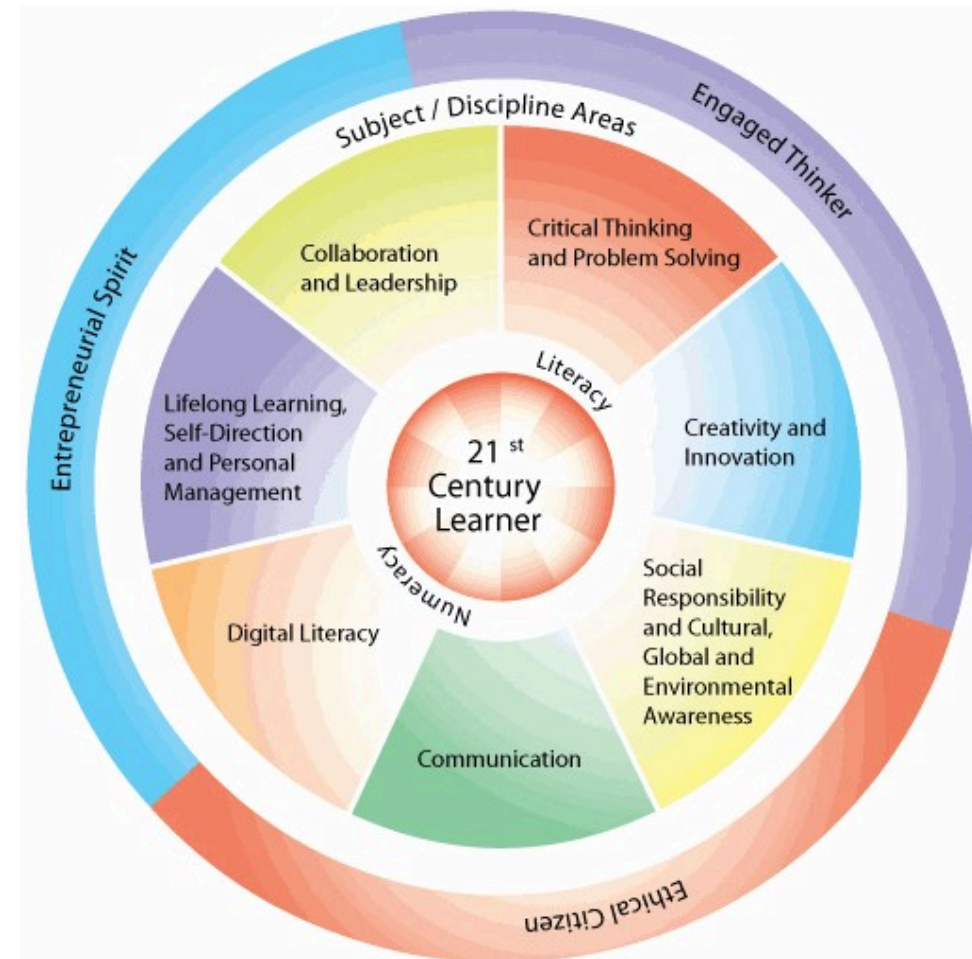 Engaged Thinker
Subject / Discipline Areas
Entrepreneurial Spirit
Collaboration
and Leadership
Critical Thinking
and Problem Solving
Literacy
Lifelong Learning,
Self-Direction
and Personal
Management
21 st
Century
Learner
Creativity and
Innovation
Numeracy
Digital Literacy
Social
Responsibility
and Cultural,
Global and
Environmental
Awareness
Communication
Ethical Citizen